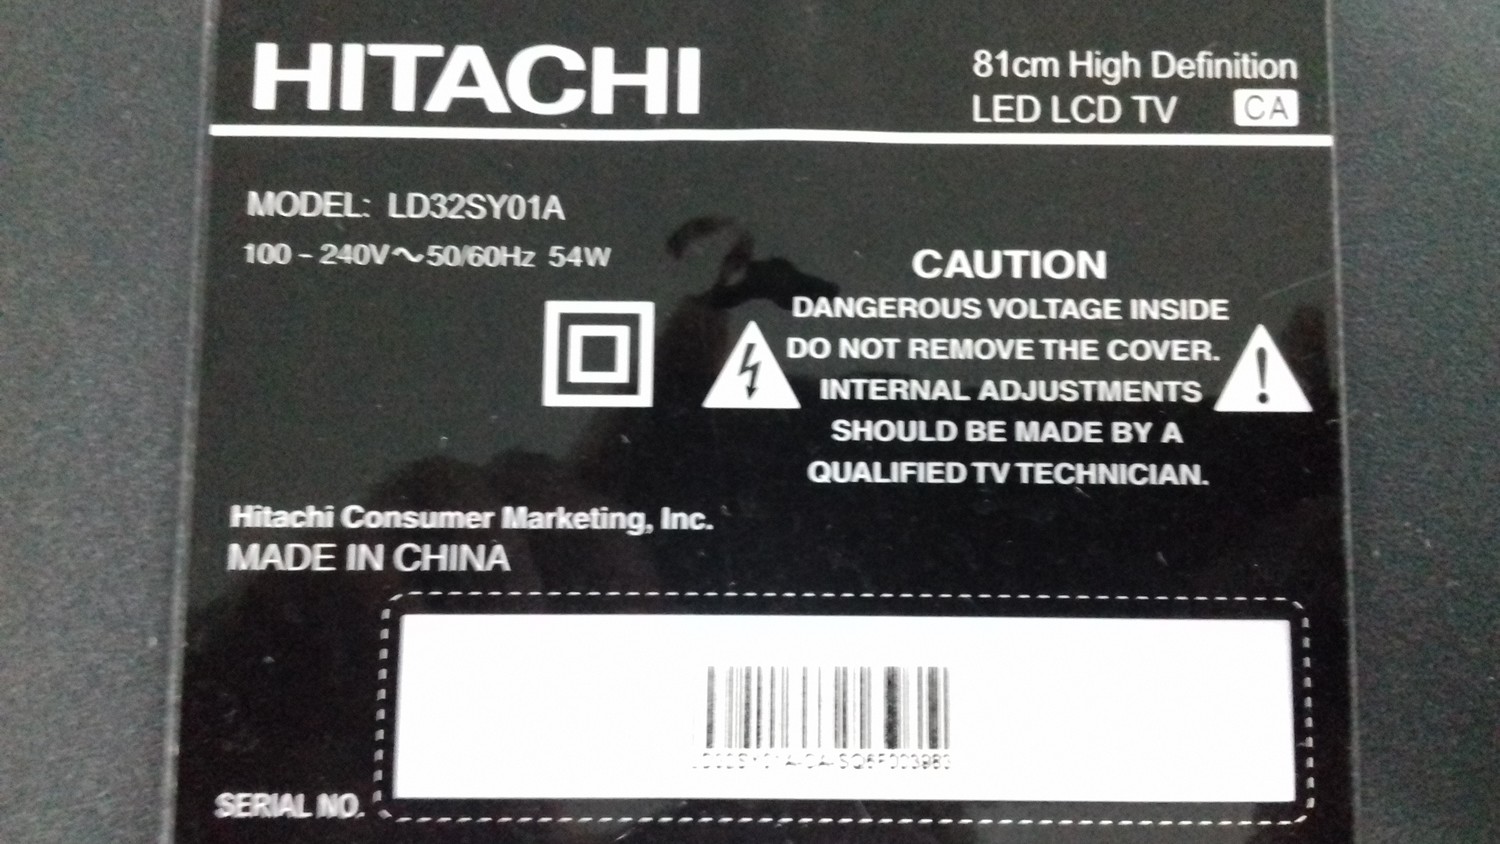 HITACHI
81cm High Definition
LED LCD TV CA
MODEL: LD32SY01A
100 - 240V～50/60Hz 54W
CAUTION
DANGEROUS VOLTAGE INSIDE
DO NOT REMOVE THE COVER.
INTERNAL ADJUSTMENTS
SHOULD BE MADE BY A
QUALIFIED TV TECHNICIAN.
Hitachi Consumer Marketing, Inc.
MADE IN CHINA
SERIAL NO.